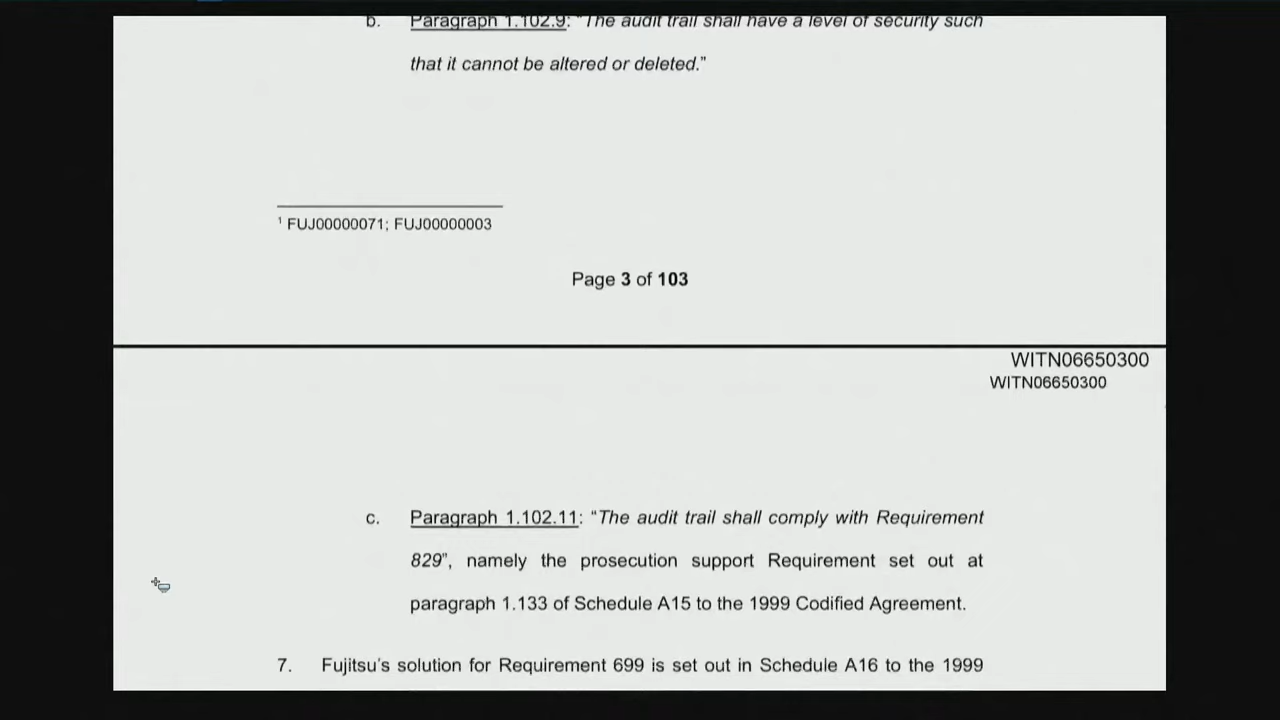 b. Paragraph 1.102.9: “The audit trail shall have a level of security such
that it cannot be altered or deleted.”
1 FUJ00000071; FUJ00000003
Page 3 of 103
WITN06650300
WITN06650300
c. Paragraph 1.102.11: “The audit trail shall comply with Requirement
829”, namely the prosecution support Requirement set out at
paragraph 1.133 of Schedule A15 to the 1999 Codified Agreement.
7. Fujitsu’s solution for Requirement 699 is set out in Schedule A16 to the 1999